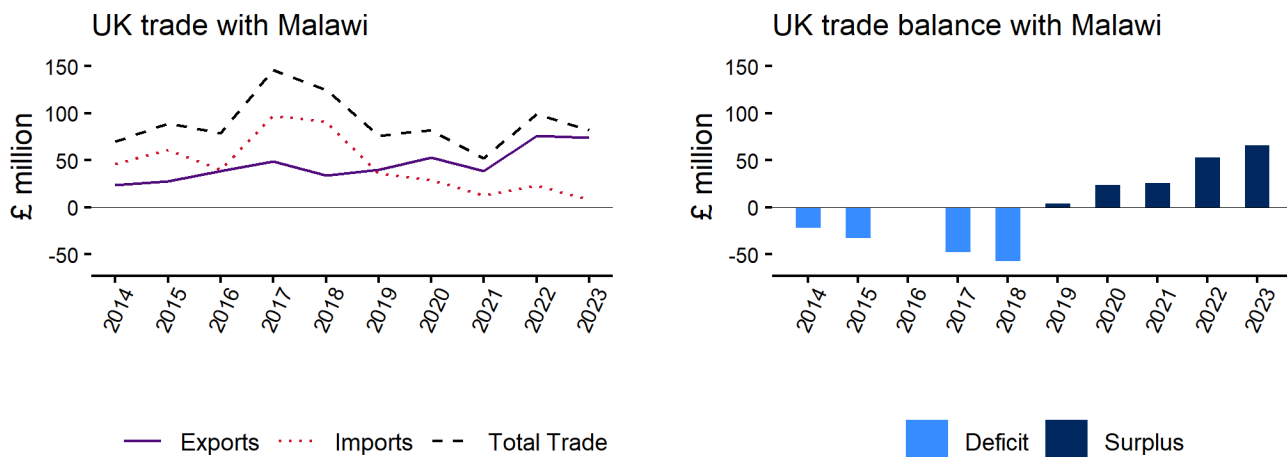 UK trade with Malawi
£ million
150
100
50
0
-50
2014 2015 2016 2017 2018 2019 2020 2021 2022 2023
Exports Imports Total Trade
UK trade balance with Malawi
£ million
150
100
50
0
-50
2014 2015 2016 2017 2018 2019 2020 2021 2022 2023
Deficit Surplus